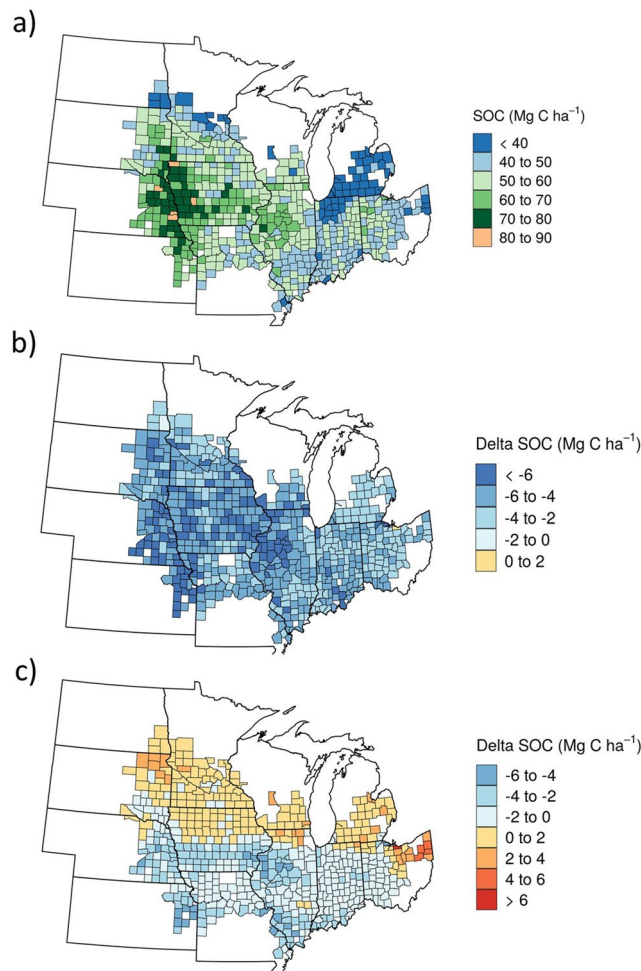 a)
SOC (Mg C ha⁻¹)
< 40
40 to 50
50 to 60
60 to 70
70 to 80
80 to 90
b)
Delta SOC (Mg C ha⁻¹)
< -6
-6 to -4
-4 to -2
-2 to 0
0 to 2
c)
Delta SOC (Mg C ha⁻¹)
-6 to -4
-4 to -2
-2 to 0
0 to 2
2 to 4
4 to 6
> 6